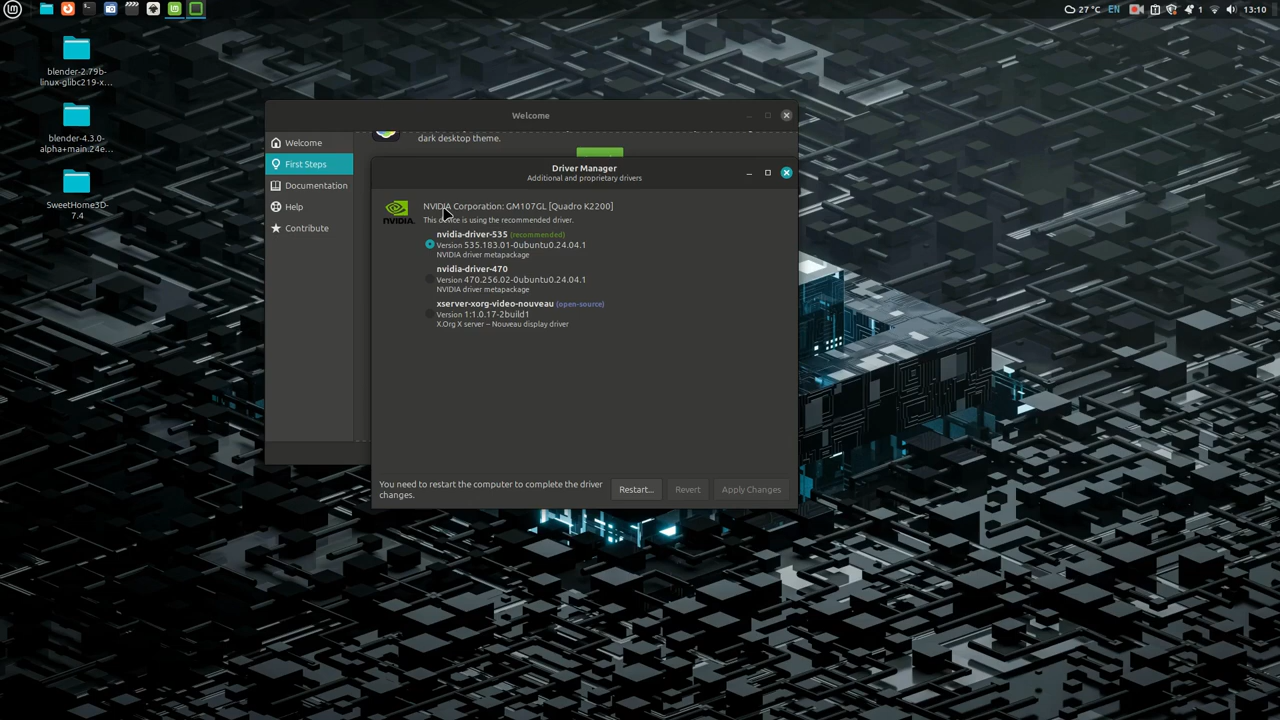 27 °C EN 1 13:10
blender-2.79b-
linux-glibc219-x...
blender-4.3.0-
alpha+main.24e...
SweetHome3D-
7.4
Welcome
Welcome
First Steps
Documentation
Help
Contribute
dark desktop theme.
Driver Manager
Additional and proprietary drivers
NVIDIA.
NVIDIA Corporation: GM107GL [Quadro K2200]
This device is using the recommended driver.
nvidia-driver-535 (recommended)
Version 535.183.01-0ubuntu0.24.04.1
NVIDIA driver metapackage
nvidia-driver-470
Version 470.256.02-0ubuntu0.24.04.1
NVIDIA driver metapackage
xserver-xorg-video-nouveau (open-source)
Version 1:1.0.17-2build1
X.Org X server – Nouveau display driver
You need to restart the computer to complete the driver
changes.
Restart...
Revert
Apply Changes